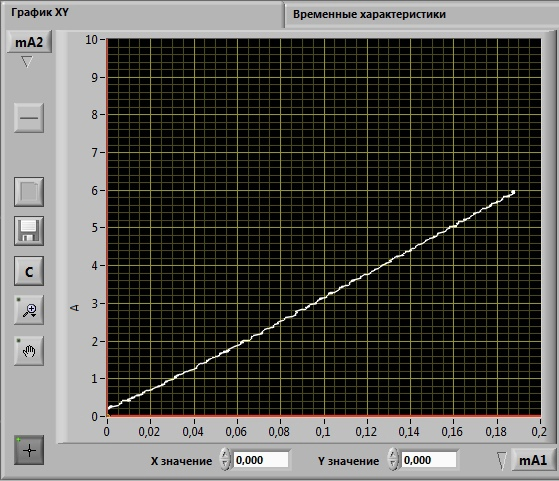 График XY
Временные характеристики
mA2
10
9
8
7
6
5
4
3
2
1
0
A
C
0 0,02 0,04 0,06 0,08 0,1 0,12 0,14 0,16 0,18 0,2
X значение 0,000 Y значение 0,000 mA1